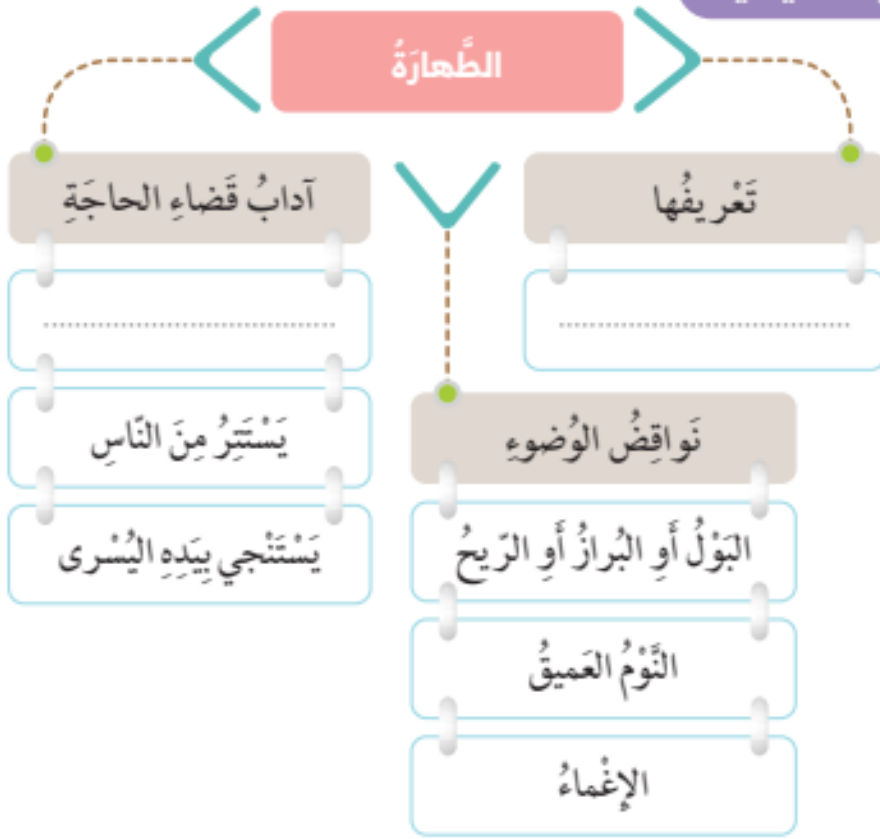 الطَّهارَةُ
تَعْريفُها
آدابُ قَضاءِ الحاجَةِ
نَواقِضُ الوُضوءِ
البَوْلُ أَوِ البُرازُ أَوِ الرّيحُ
النَّوْمُ العَميقُ
الإِغْماءُ
يَسْتَتِرُ مِنَ النّاسِ
يَسْتَنْجي بِيَدِهِ اليُسْرى